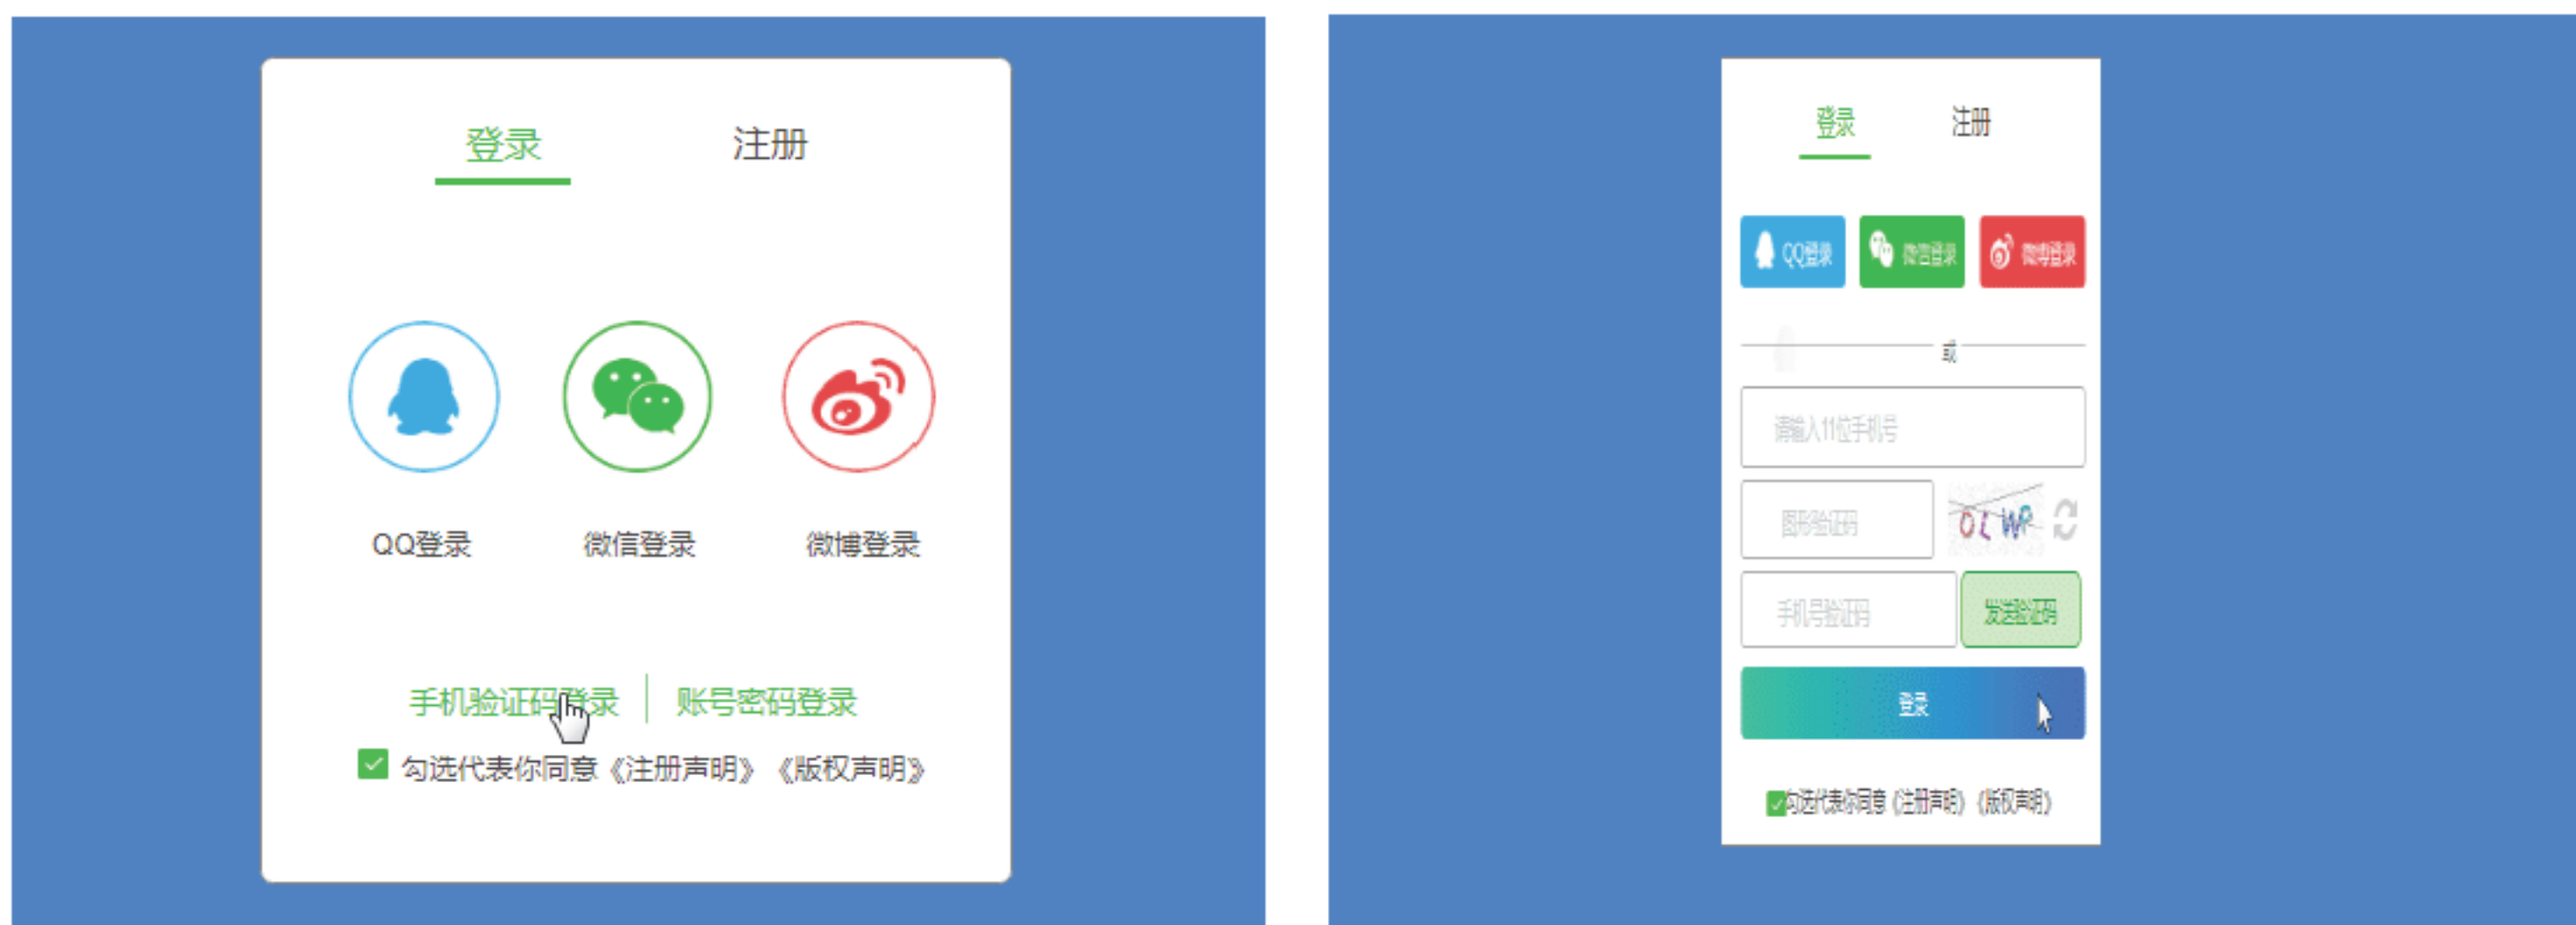 登录 注册
QQ登录 微信登录 微博登录
手机验证码登录 账号密码登录
勾选代表你同意《注册声明》《版权声明》
登录 注册
QQ登录 微信登录 微博登录
或
请输入11位手机号
图形验证码 OLWP
手机号验证码 发送验证码
登录
勾选代表你同意《注册声明》《版权声明》